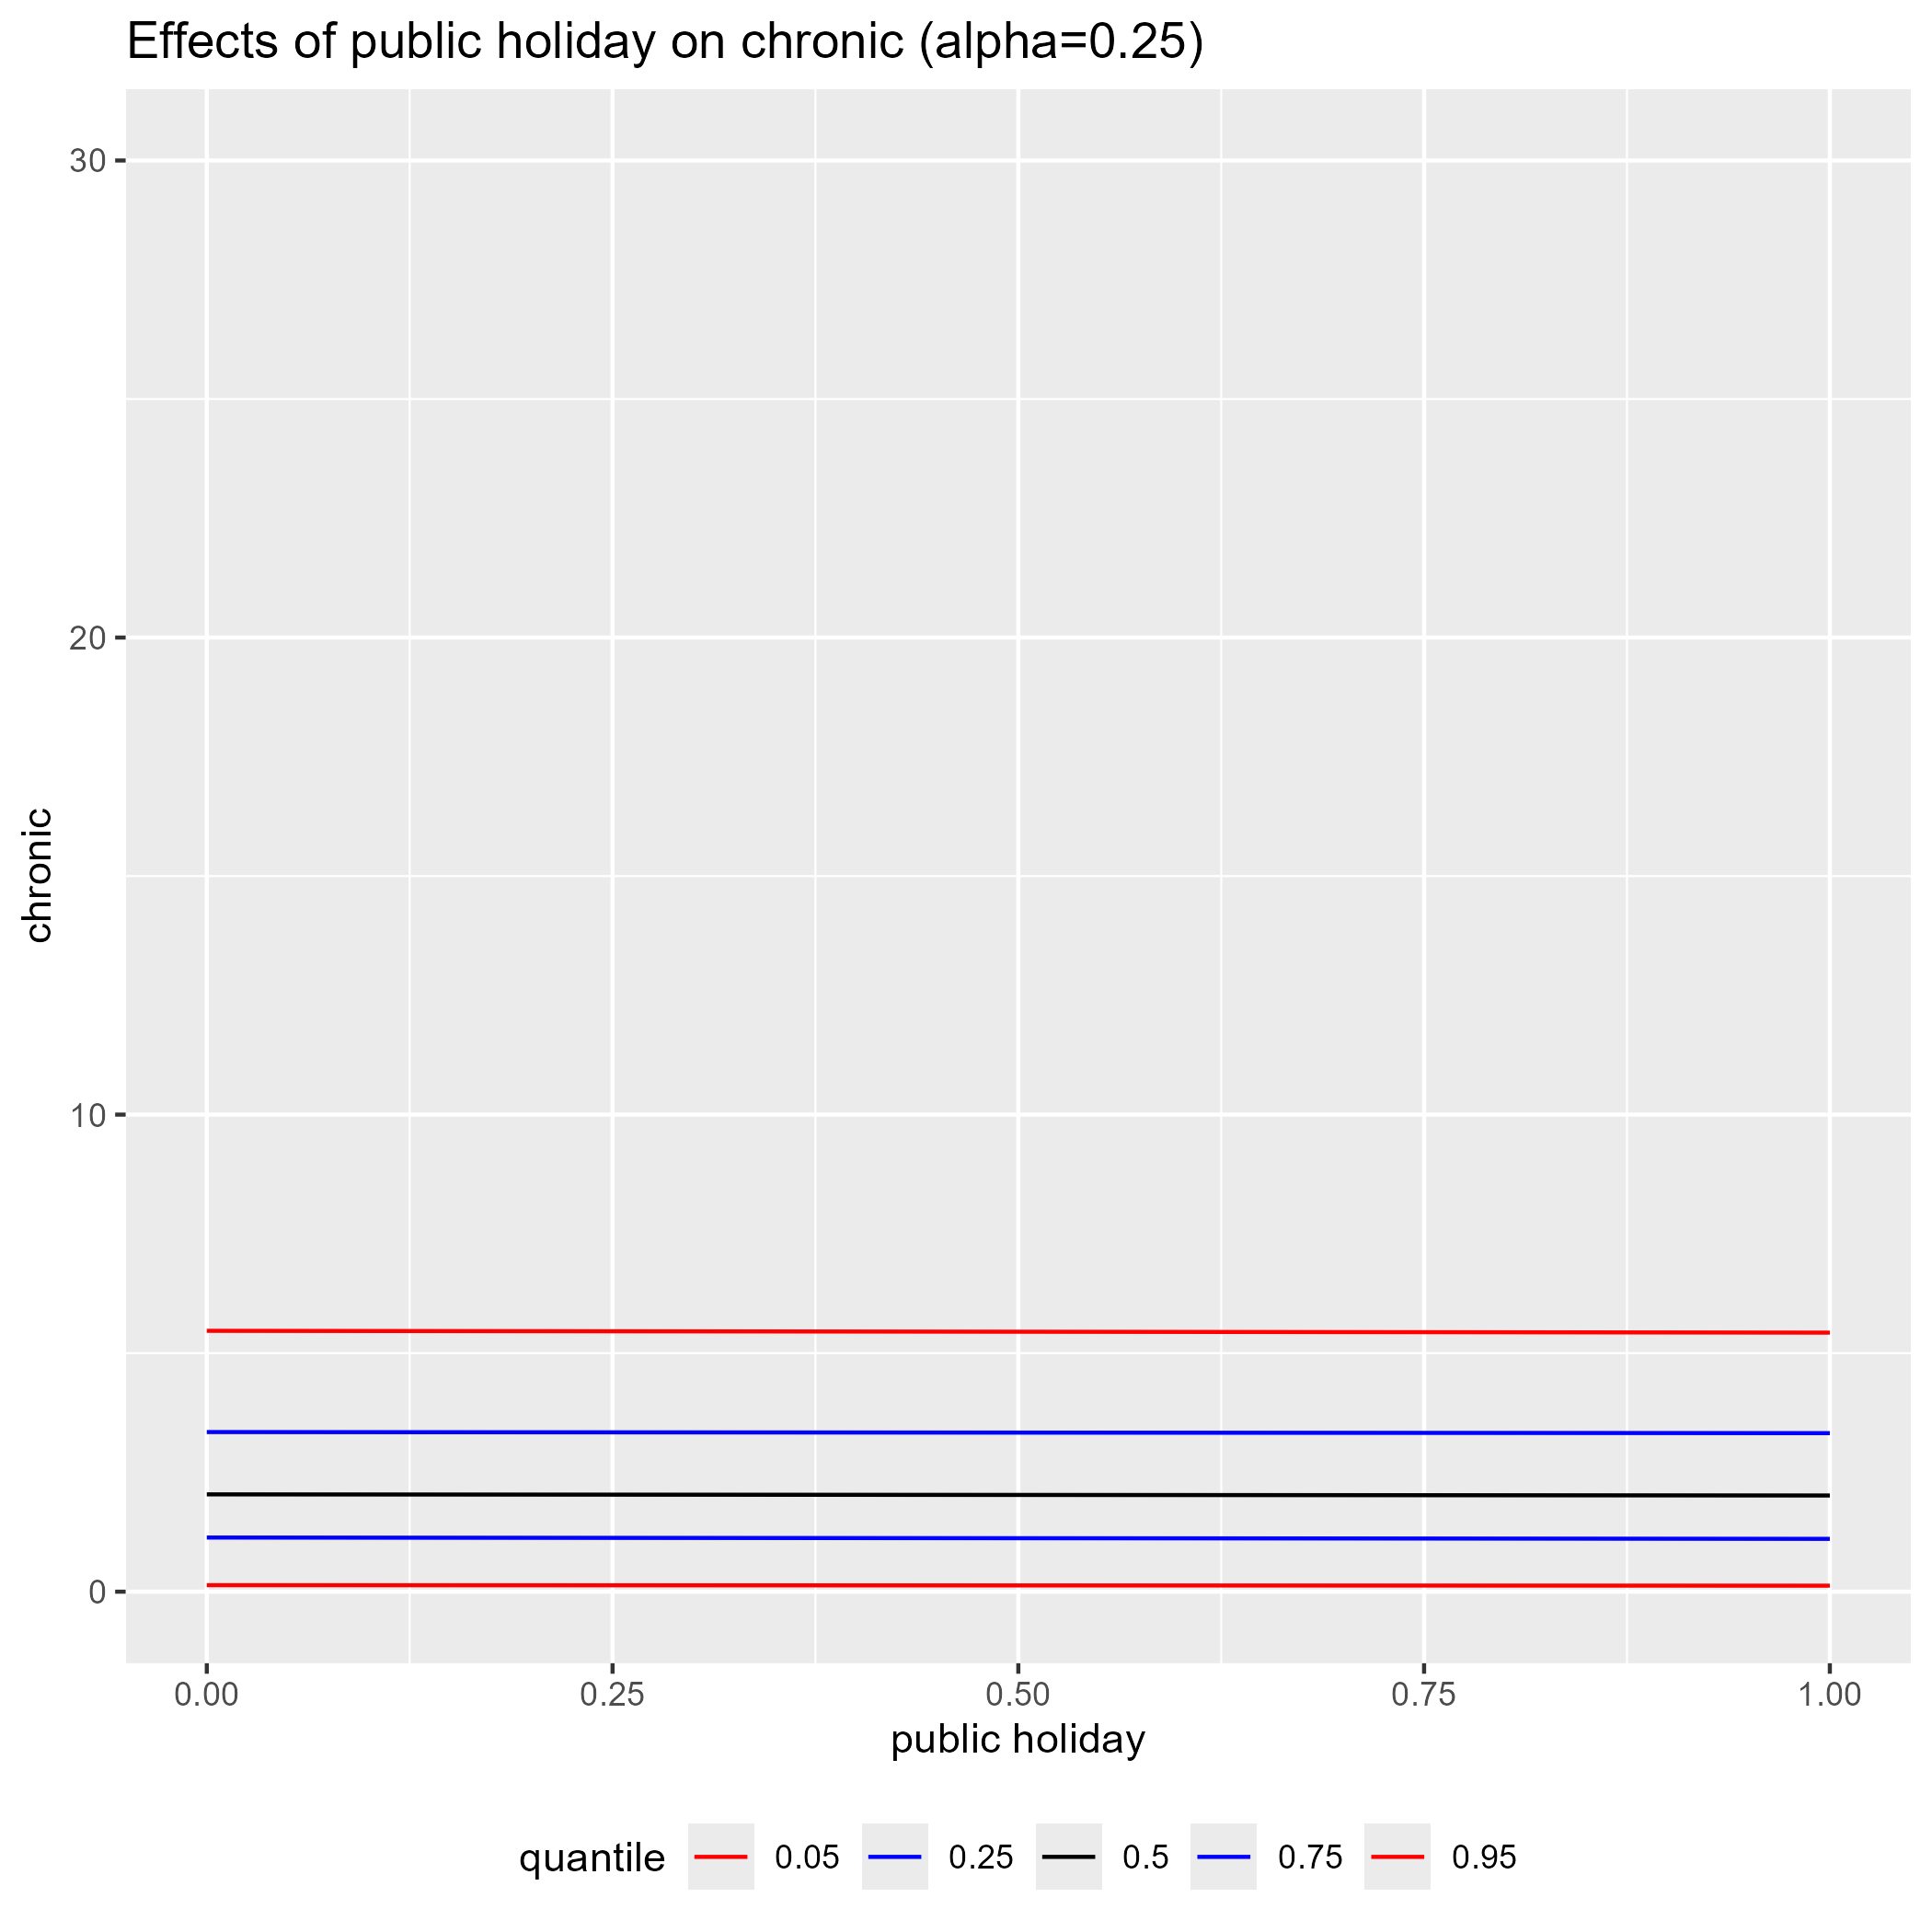 Effects of public holiday on chronic (alpha=0.25)
30
20
10
0
chronic
0.00 0.25 0.50 0.75 1.00
public holiday
quantile 0.05 0.25 0.5 0.75 0.95